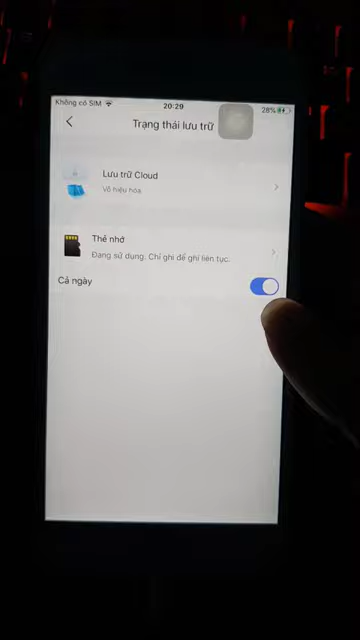 Không có SIM
20:29
28%
Trạng thái lưu trữ
Lưu trữ Cloud
Vô hiệu hóa
Thẻ nhớ
Đang sử dụng. Chỉ ghi để ghi liên tục.
Cả ngày